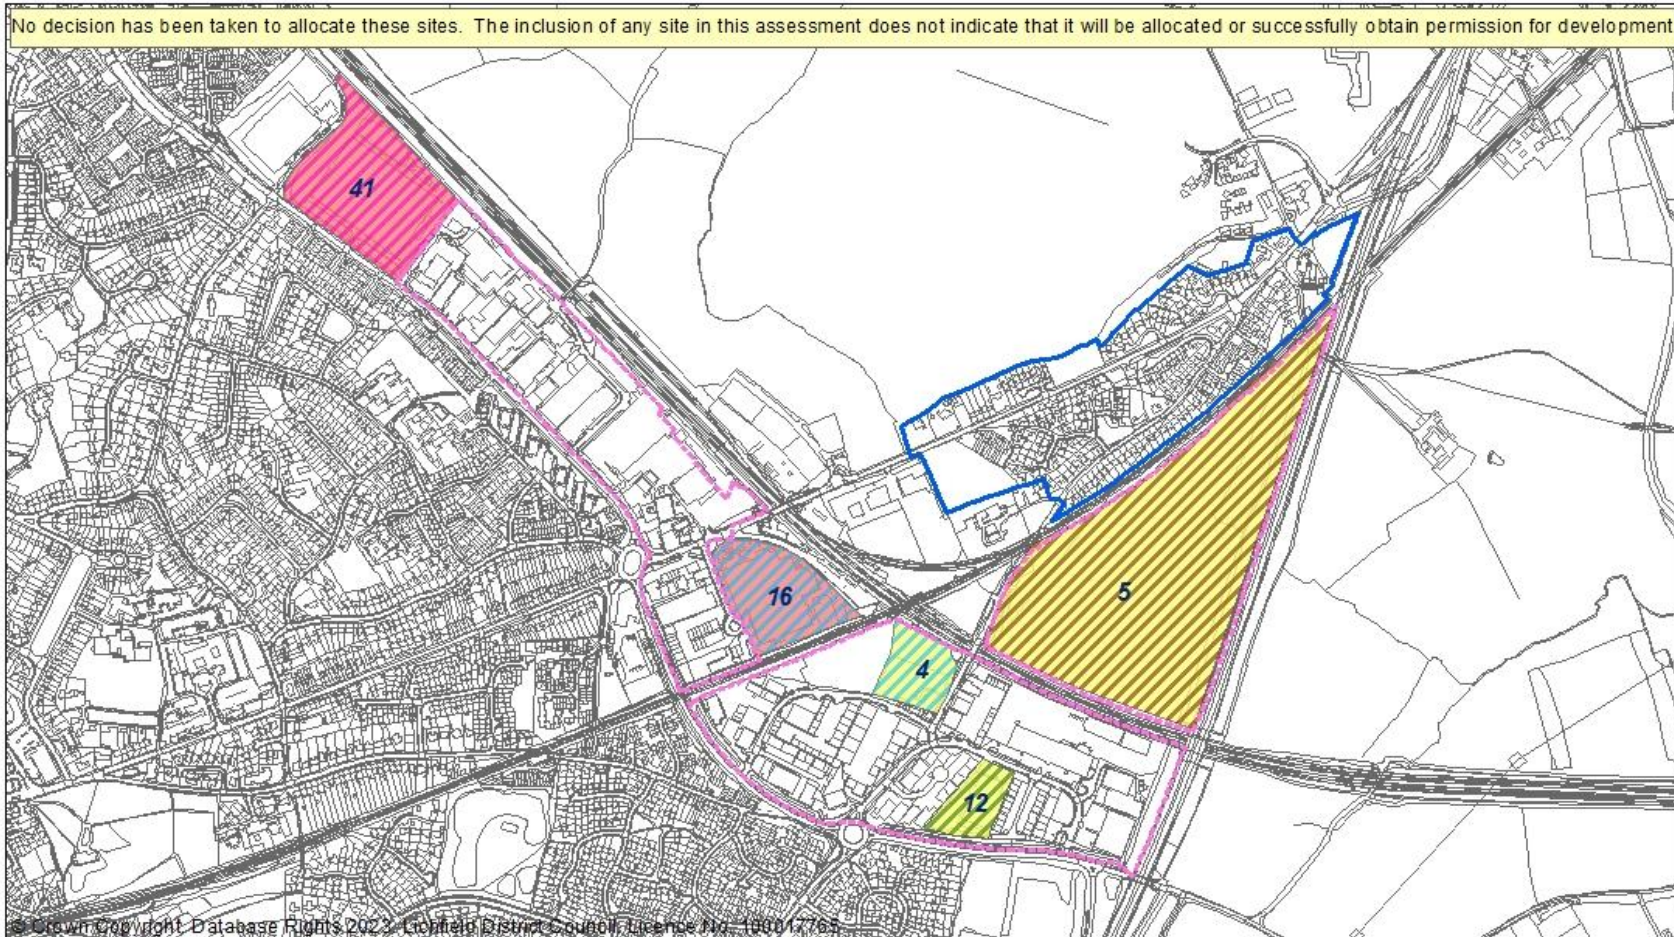 No decision has been taken to allocate these sites. The inclusion of any site in this assessment does not indicate that it will be allocated or successfully obtain permission for development
41
16
5
4
12
© Crown Copyright: Database Rights 2023. Lichfield District Council. Licence No: 100017765